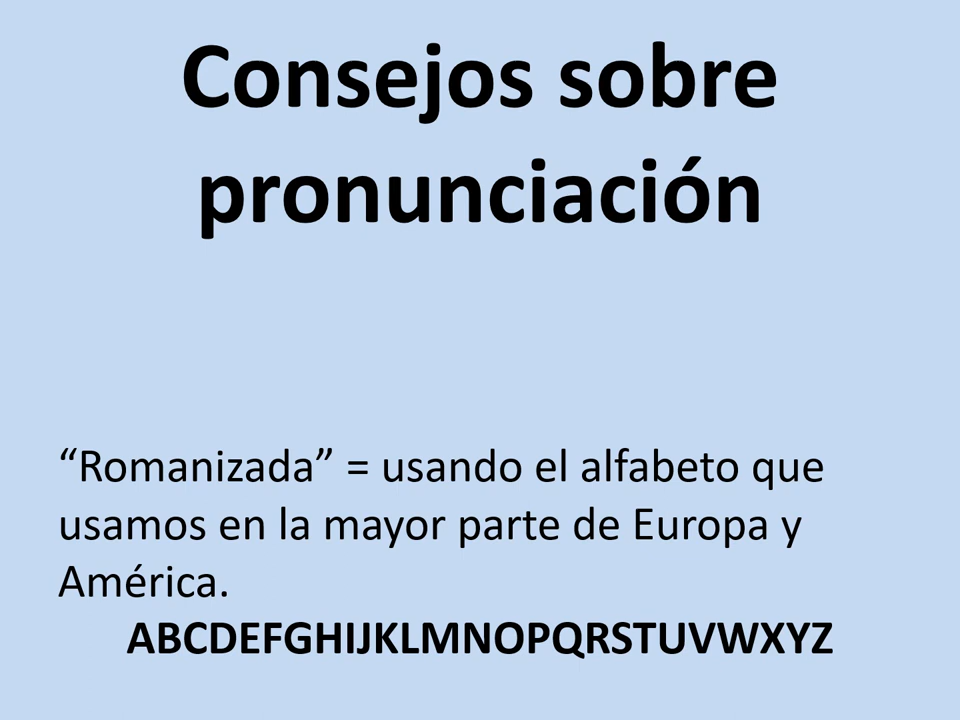 Consejos sobre
pronunciación
“Romanizada” = usando el alfabeto que
usamos en la mayor parte de Europa y
América.
ABCDEFGHIJKLMNOPQRSTUVWXYZ